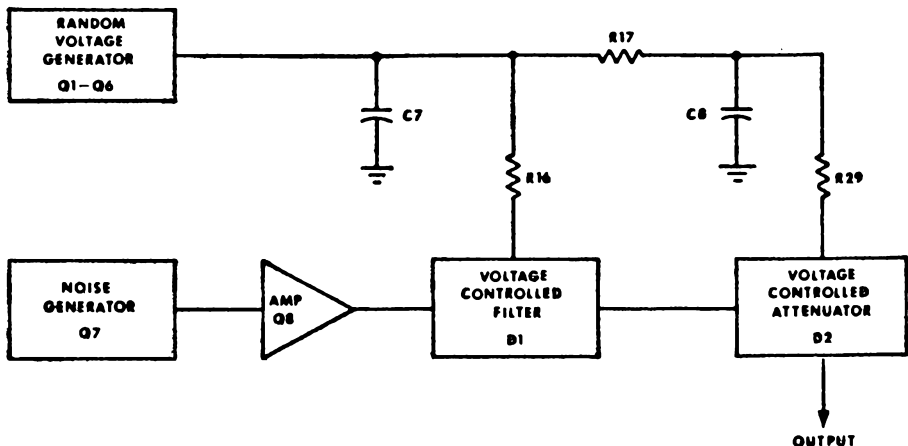 RANDOM
VOLTAGE
GENERATOR
Q1-Q6
R17
C7
C8
R16
R29
NOISE
GENERATOR
Q7
AMP
Q8
VOLTAGE
CONTROLLED
FILTER
D1
VOLTAGE
CONTROLLED
ATTENUATOR
D2
OUTPUT